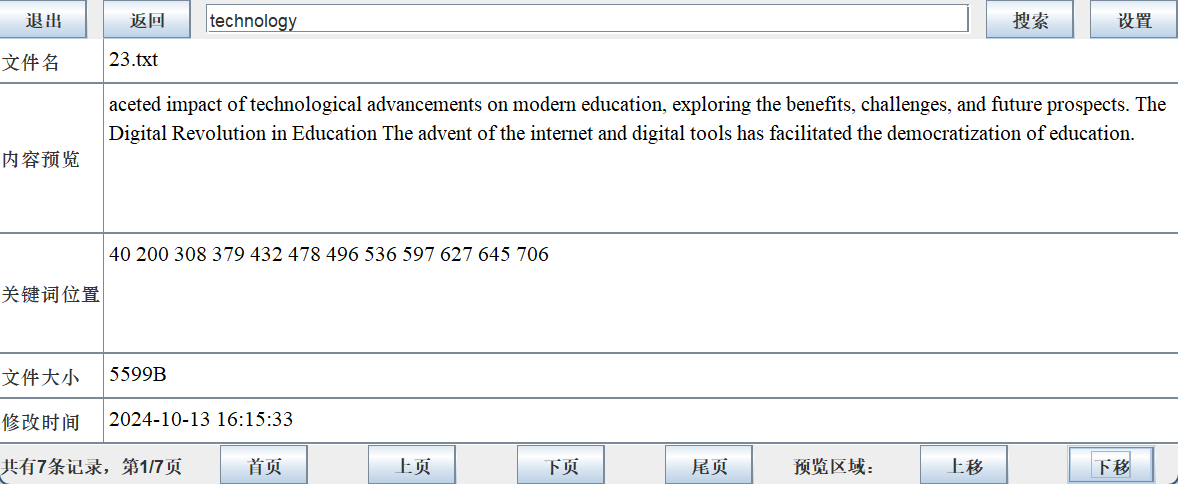 退出 返回 technology 搜索 设置
文件名 23.txt
内容预览 aceted impact of technological advancements on modern education, exploring the benefits, challenges, and future prospects. The
Digital Revolution in Education The advent of the internet and digital tools has facilitated the democratization of education.
关键词位置 40 200 308 379 432 478 496 536 597 627 645 706
文件大小 5599B
修改时间 2024-10-13 16:15:33
共有7条记录，第1/7页 首页 上页 下页 尾页 预览区域： 上移 下移